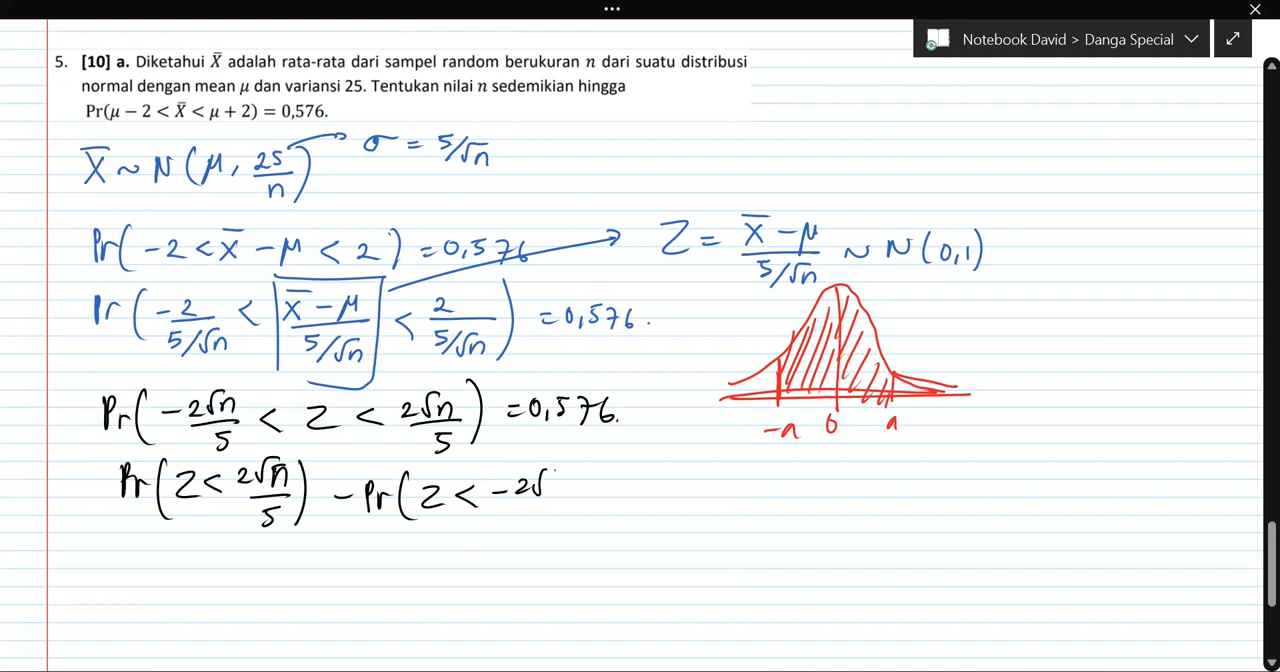 Notebook David > Danga Special
5. [10] a. Diketahui X̄ adalah rata-rata dari sampel random berukuran n dari suatu distribusi
normal dengan mean μ dan variansi 25. Tentukan nilai n sedemikian hingga
Pr(μ − 2 < X̄ < μ + 2) = 0,576.
X̄ ~ N(μ, 25/n) → σ = 5/√n
Pr(-2 < X̄ - μ < 2) = 0,576 → Z = (X̄ - μ)/(5/√n) ~ N(0,1)
Pr(-2/(5/√n) < (X̄ - μ)/(5/√n) < 2/(5/√n)) = 0,576.
Pr(-2√n/5 < Z < 2√n/5) = 0,576.
-a 0 a
Pr(Z < 2√n/5) - Pr(Z < -2√